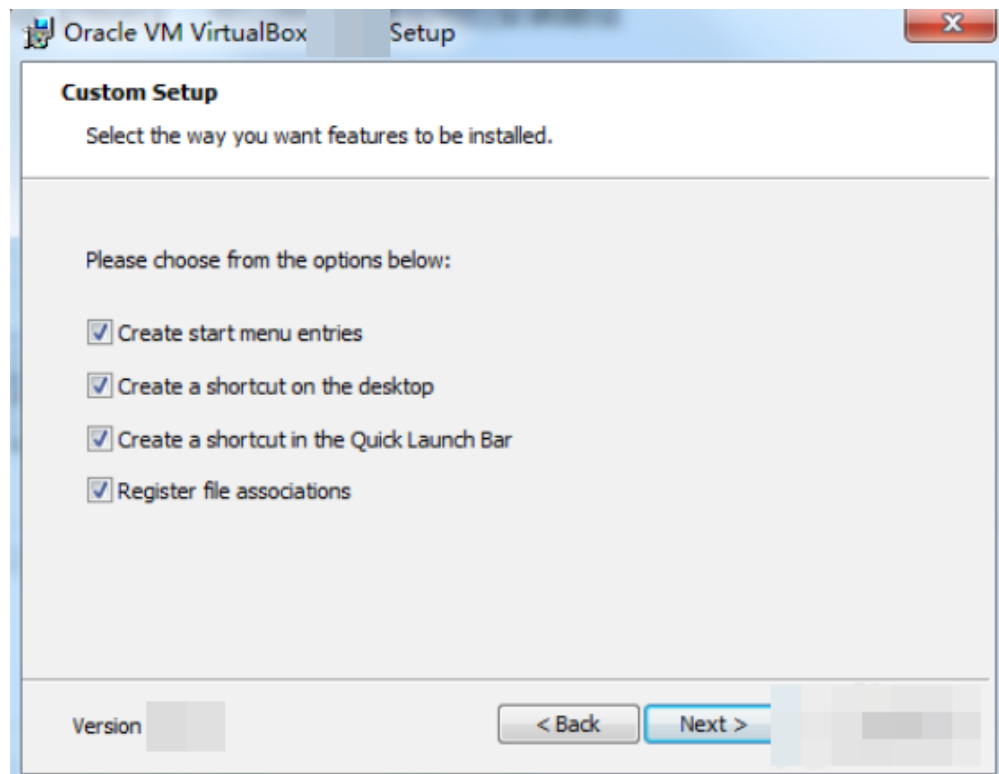 Oracle VM VirtualBox Setup
Custom Setup
Select the way you want features to be installed.
Please choose from the options below:
Create start menu entries
Create a shortcut on the desktop
Create a shortcut in the Quick Launch Bar
Register file associations
Version < Back Next >